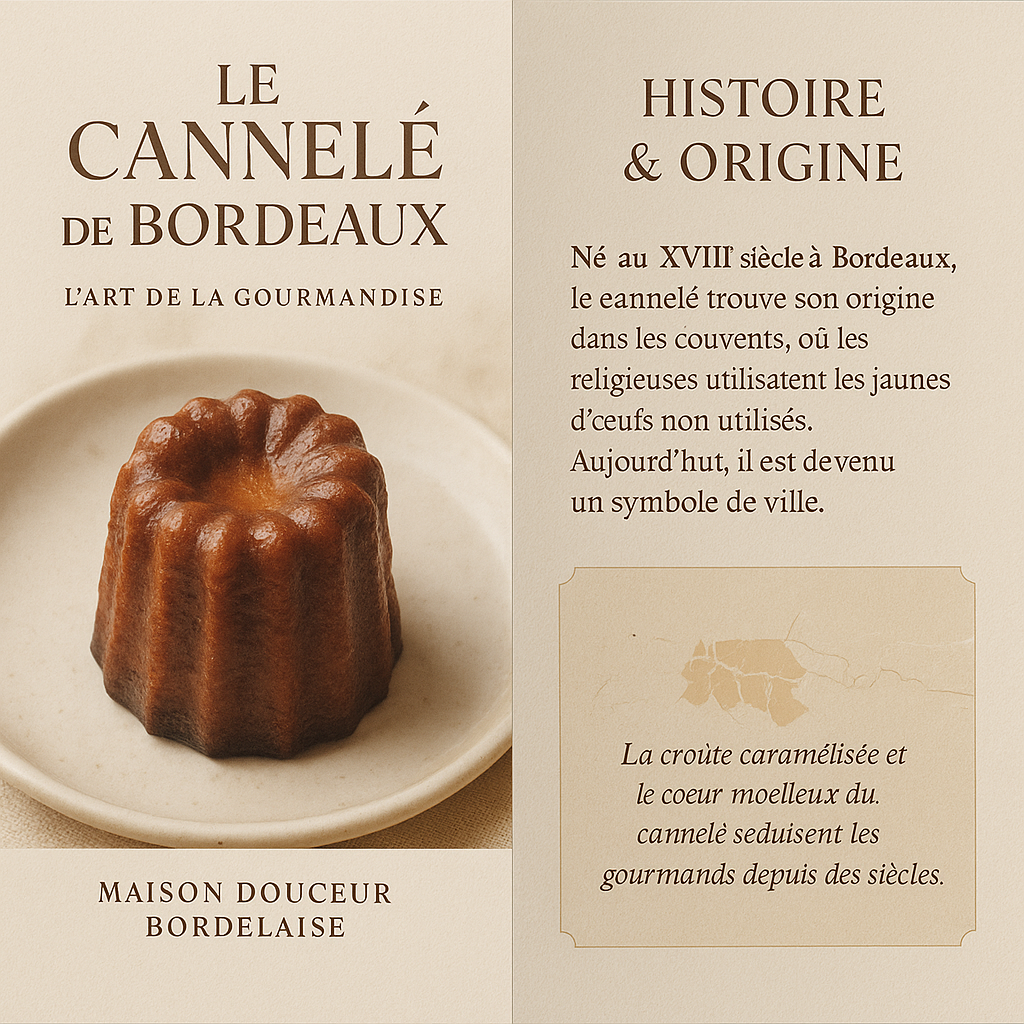 LE
CANNELÉ
DE BORDEAUX
L'ART DE LA GOURMANDISE
MAISON DOUCEUR
BORDELAISE
HISTOIRE
& ORIGINE
Né au XVIIIᵉ siècle à Bordeaux,
le eannelé trouve son origine
dans les couvents, oû les
religieuses utilisatent les jaunes
d'œufs non utilisés.
Aujourd'hut, il est devenu
un symbole de ville.
La croùte caramélisée et
le coeur moelleux du.
cannelè seduisent les
gourmands depuis des siècles.